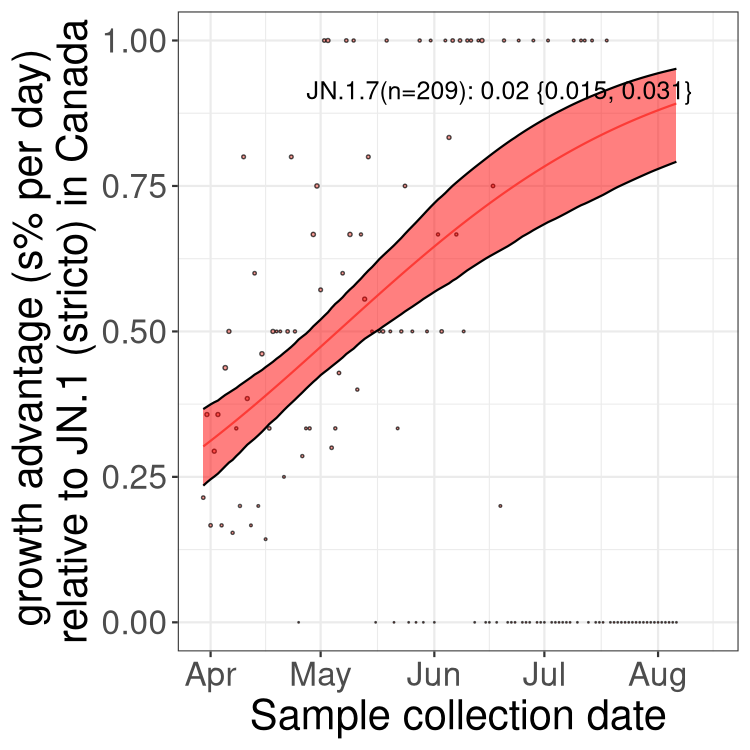 growth advantage (s% per day)
relative to JN.1 (stricto) in Canada
1.00
0.75
0.50
0.25
0.00
JN.1.7(n=209): 0.02 {0.015, 0.031}
Apr May Jun Jul Aug
Sample collection date